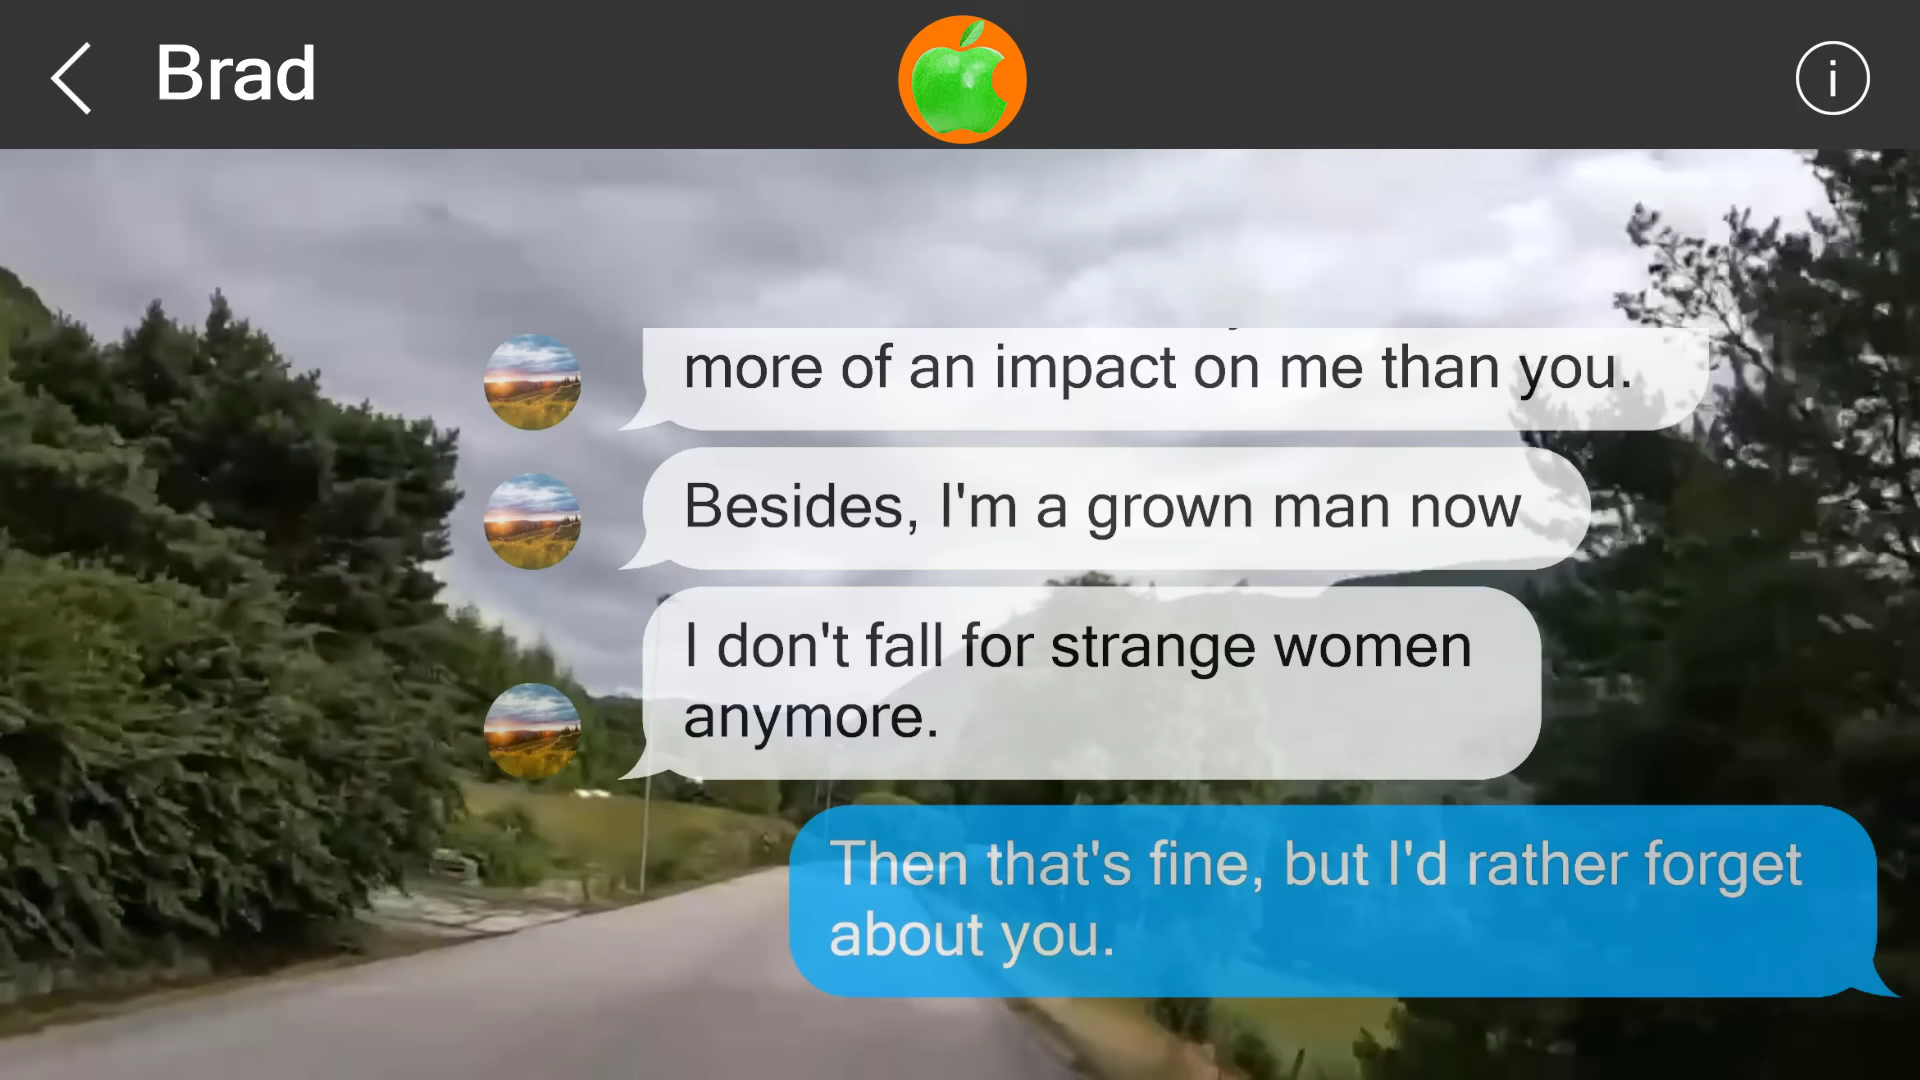 Brad
more of an impact on me than you.
Besides, I'm a grown man now
I don't fall for strange women
anymore.
Then that's fine, but I'd rather forget
about you.